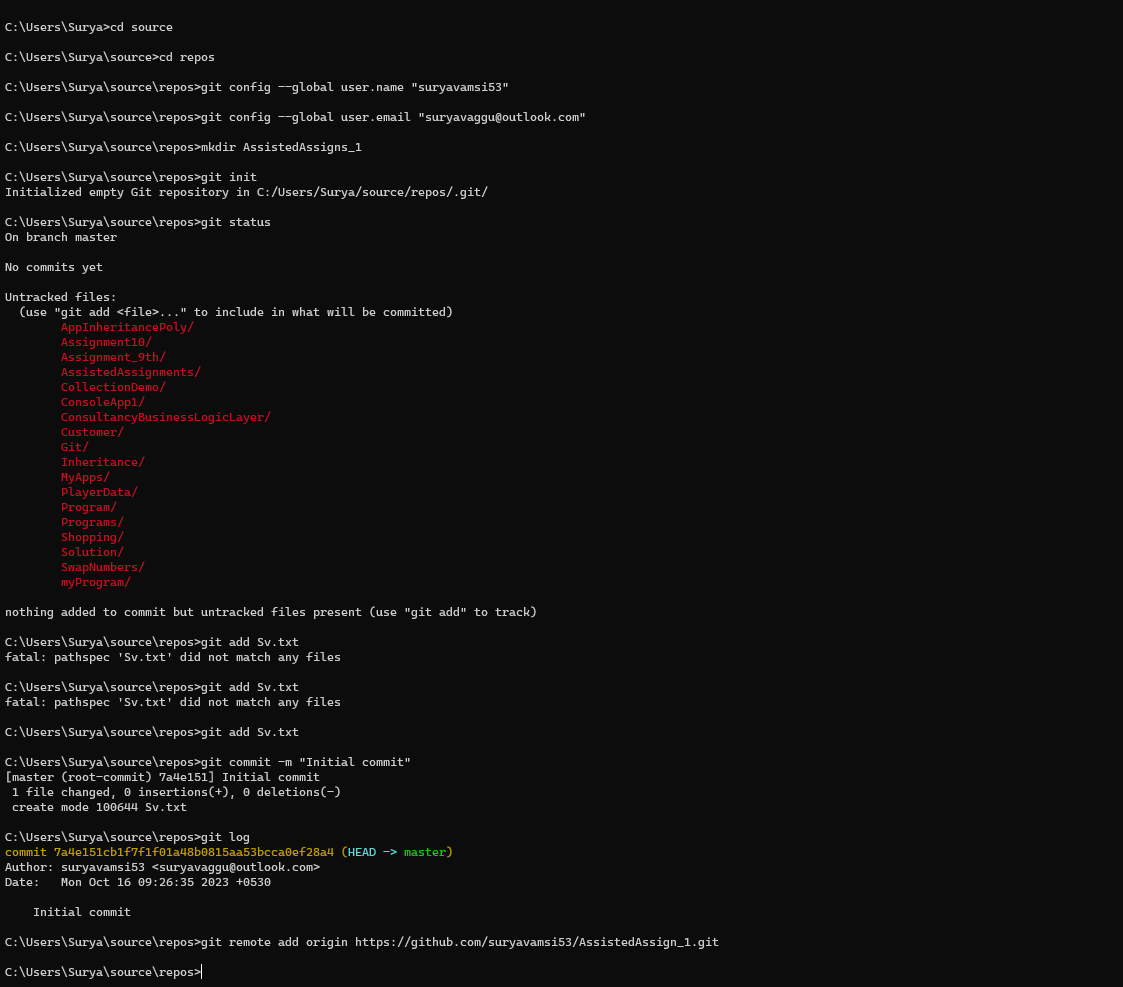 C:\Users\Surya>cd source
C:\Users\Surya\source>cd repos
C:\Users\Surya\source\repos>git config --global user.name "suryavamsi53"
C:\Users\Surya\source\repos>git config --global user.email "suryavaggu@outlook.com"
C:\Users\Surya\source\repos>mkdir AssistedAssigns_1
C:\Users\Surya\source\repos>git init
Initialized empty Git repository in C:/Users/Surya/source/repos/.git/
C:\Users\Surya\source\repos>git status
On branch master
No commits yet
Untracked files:
  (use "git add <file>..." to include in what will be committed)
        AppInheritancePoly/
        Assignment10/
        Assignment_9th/
        AssistedAssignments/
        CollectionDemo/
        ConsoleApp1/
        ConsultancyBusinessLogicLayer/
        Customer/
        Git/
        Inheritance/
        MyApps/
        PlayerData/
        Program/
        Programs/
        Shopping/
        Solution/
        SwapNumbers/
        myProgram/
nothing added to commit but untracked files present (use "git add" to track)
C:\Users\Surya\source\repos>git add Sv.txt
fatal: pathspec 'Sv.txt' did not match any files
C:\Users\Surya\source\repos>git add Sv.txt
fatal: pathspec 'Sv.txt' did not match any files
C:\Users\Surya\source\repos>git add Sv.txt
C:\Users\Surya\source\repos>git commit -m "Initial commit"
[master (root-commit) 7a4e151] Initial commit
 1 file changed, 0 insertions(+), 0 deletions(-)
 create mode 100644 Sv.txt
C:\Users\Surya\source\repos>git log
commit 7a4e151cb1f7f1f01a48b0815aa53bcca0ef28a4 (HEAD -> master)
Author: suryavamsi53 <suryavaggu@outlook.com>
Date:   Mon Oct 16 09:26:35 2023 +0530
    Initial commit
C:\Users\Surya\source\repos>git remote add origin https://github.com/suryavamsi53/AssistedAssign_1.git
C:\Users\Surya\source\repos>